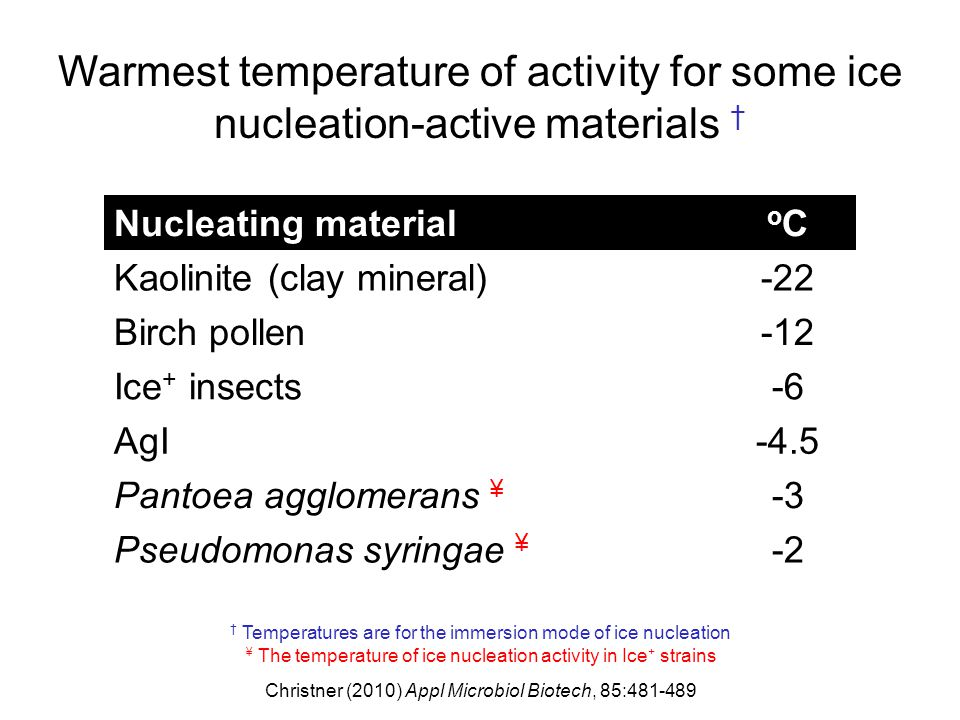 Warmest temperature of activity for some ice
nucleation-active materials †
Nucleating material ºC
Kaolinite (clay mineral) -22
Birch pollen -12
Ice⁺ insects -6
AgI -4.5
Pantoea agglomerans ¥ -3
Pseudomonas syringae ¥ -2
† Temperatures are for the immersion mode of ice nucleation
¥ The temperature of ice nucleation activity in Ice⁺ strains
Christner (2010) Appl Microbiol Biotech, 85:481-489